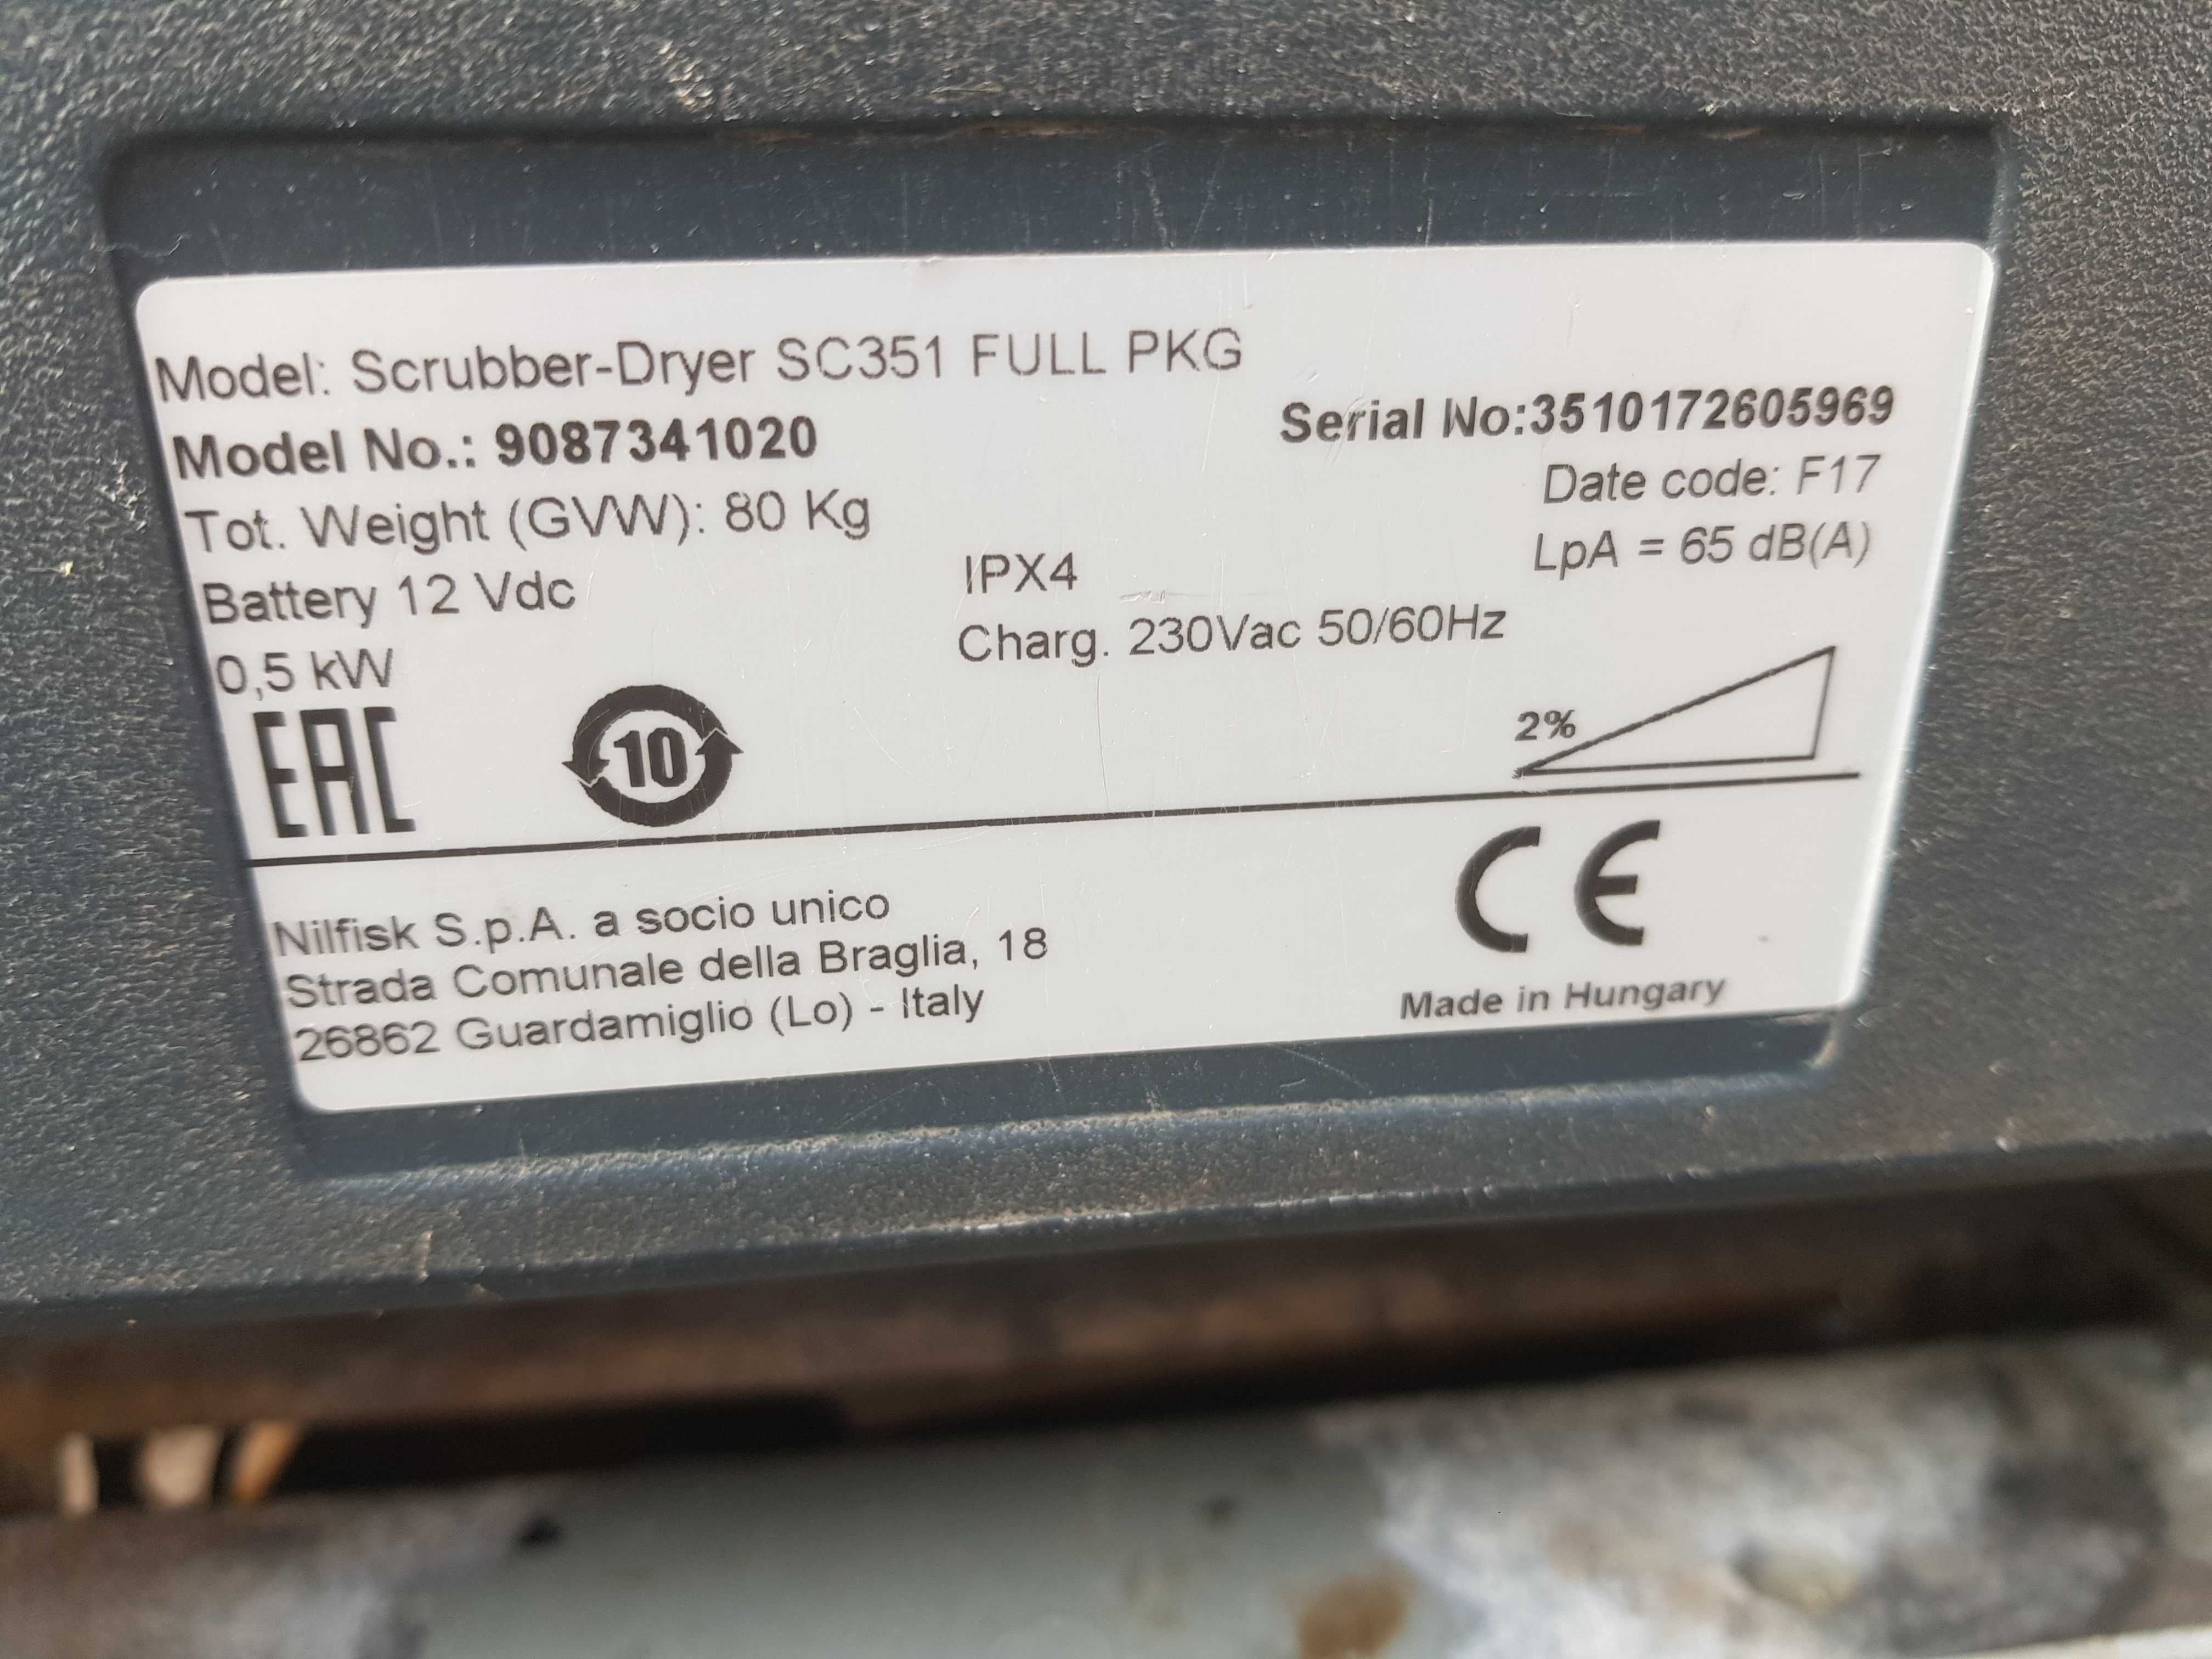 Model: Scrubber-Dryer SC351 FULL PKG
Model No.: 9087341020
Serial No:3510172605969
Tot. Weight (GVW): 80 Kg
Date code: F17
Battery 12 Vdc
IPX4
LpA = 65 dB(A)
0,5 kW
Charg. 230Vac 50/60Hz
EAC
10
2%
Nilfisk S.p.A. a socio unico
Strada Comunale della Braglia, 18
26862 Guardamiglio (Lo) - Italy
CE
Made in Hungary